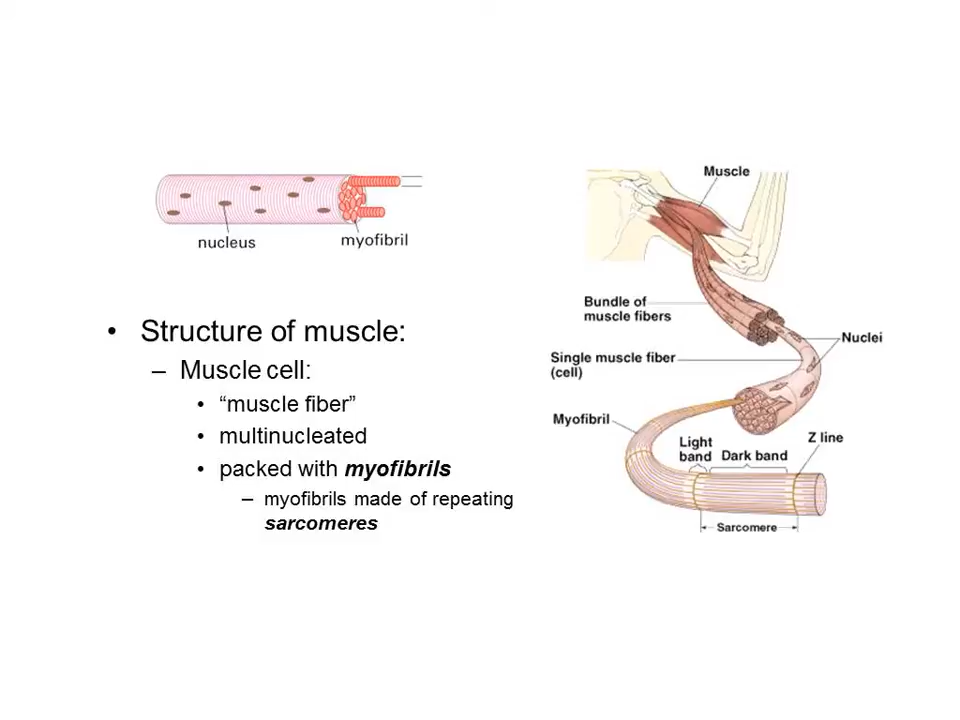 nucleus
myofibril
• Structure of muscle:
– Muscle cell:
• “muscle fiber”
• multinucleated
• packed with myofibrils
– myofibrils made of repeating
sarcomeres
Muscle
Bundle of
muscle fibers
Nuclei
Single muscle fiber
(cell)
Myofibril
Light
band
Dark band
Z line
Sarcomere